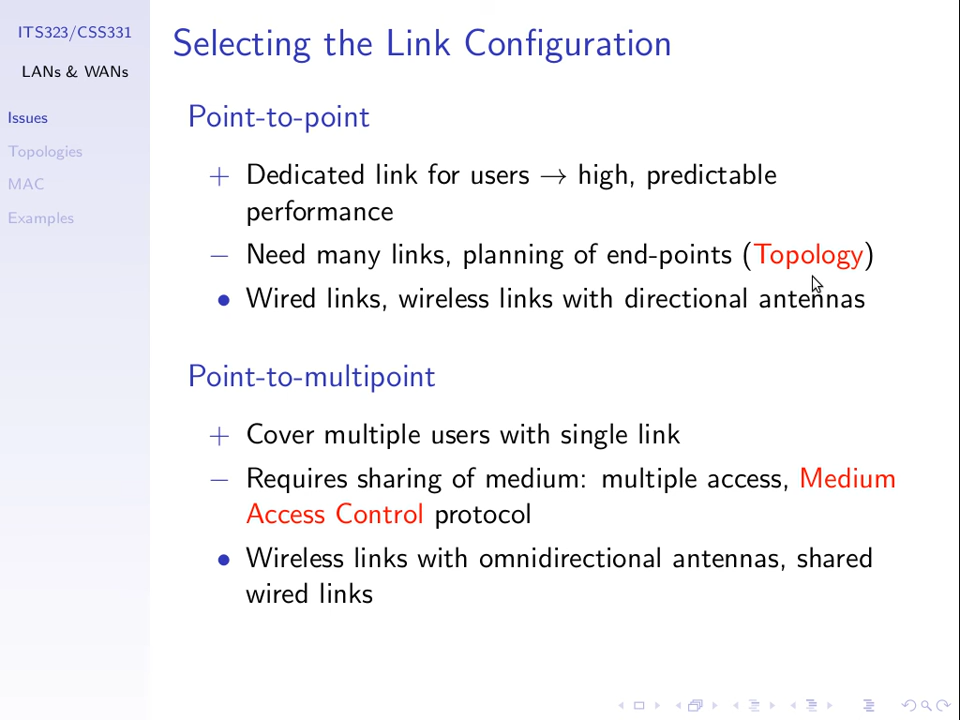 ITS323/CSS331
LANs & WANs
Issues
Topologies
MAC
Examples
Selecting the Link Configuration
Point-to-point
+ Dedicated link for users → high, predictable
performance
− Need many links, planning of end-points (Topology)
• Wired links, wireless links with directional antennas
Point-to-multipoint
+ Cover multiple users with single link
− Requires sharing of medium: multiple access, Medium
Access Control protocol
• Wireless links with omnidirectional antennas, shared
wired links